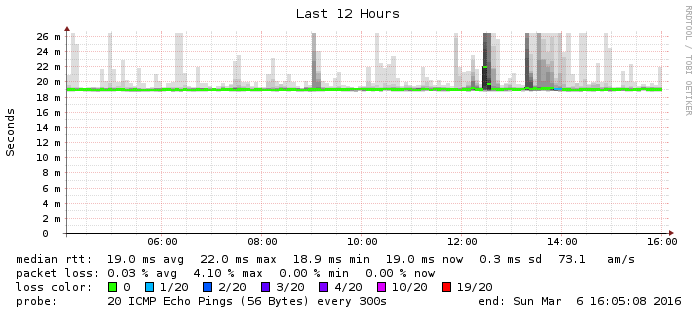 Last 12 Hours
RRDTOOL / TOBI OETIKER
Seconds
26 m
24 m
22 m
20 m
18 m
16 m
14 m
12 m
10 m
8 m
6 m
4 m
2 m
0
06:00 08:00 10:00 12:00 14:00 16:00
median rtt: 19.0 ms avg 22.0 ms max 18.9 ms min 19.0 ms now 0.3 ms sd 73.1 am/s
packet loss: 0.03 % avg 4.10 % max 0.00 % min 0.00 % now
loss color: 0 1/20 2/20 3/20 4/20 10/20 19/20
probe: 20 ICMP Echo Pings (56 Bytes) every 300s end: Sun Mar 6 16:05:08 2016